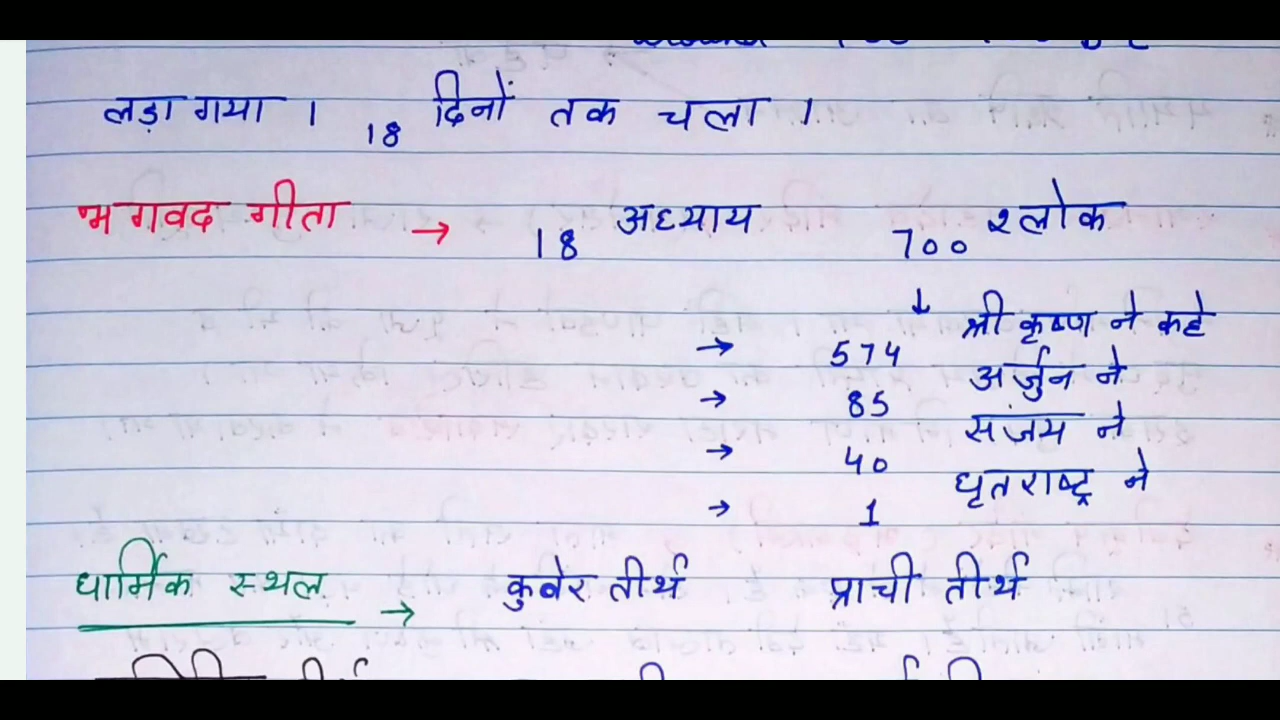 लड़ा गया । 18 दिनों तक चला ।
भगवद गीता → 18 अध्याय 700 श्लोक
↓
→ 574 श्री कृष्ण ने कहे
→ 85 अर्जुन ने
→ 40 संजय ने
→ 1 धृतराष्ट्र ने
धार्मिक स्थल → कुवेर तीर्थ प्राची तीर्थ